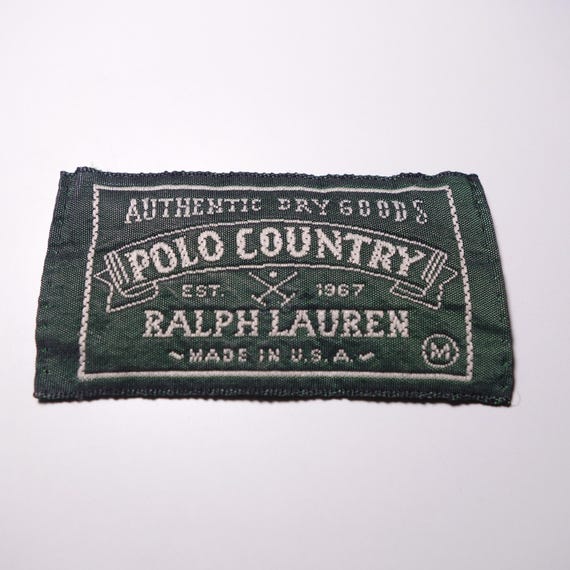 AUTHENTIC DRY GOODS
POLO COUNTRY
EST. 1967
RALPH LAUREN
MADE IN U.S.A.
M